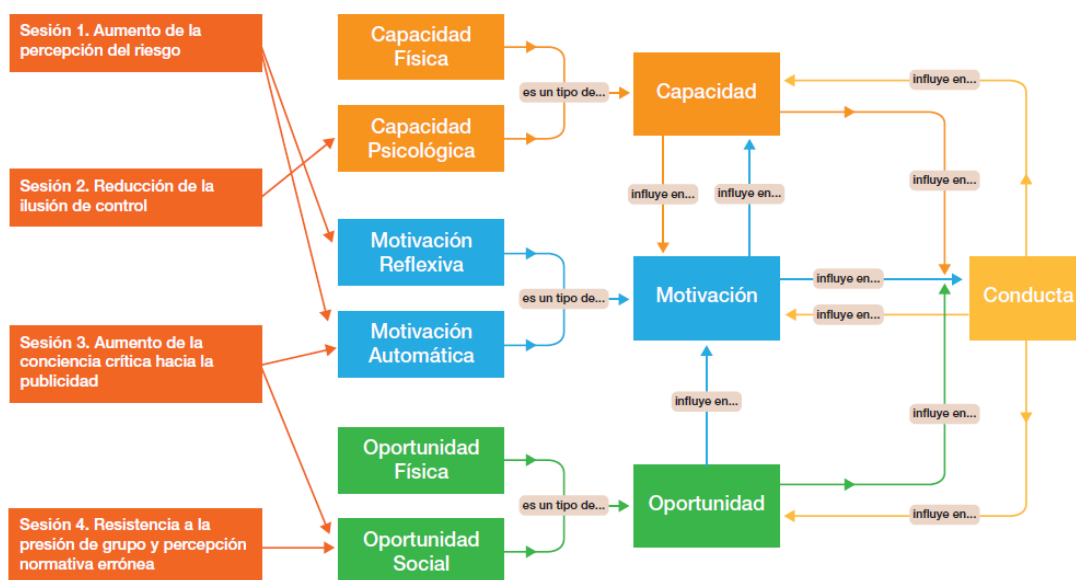 Sesión 1. Aumento de la
percepción del riesgo
Sesión 2. Reducción de la
ilusión de control
Sesión 3. Aumento de la
conciencia crítica hacia la
publicidad
Sesión 4. Resistencia a la
presión de grupo y percepción
normativa errónea
Capacidad
Física
Capacidad
Psicológica
Motivación
Reflexiva
Motivación
Automática
Oportunidad
Física
Oportunidad
Social
es un tipo de...
es un tipo de...
es un tipo de...
Capacidad
influye en...
influye en...
Motivación
influye en...
Oportunidad
influye en...
influye en...
influye en...
influye en...
influye en...
influye en...
Conducta